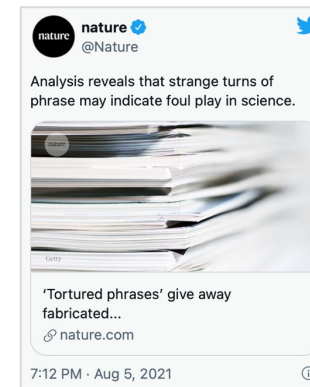 nature
nature
@Nature
Analysis reveals that strange turns of
phrase may indicate foul play in science.
nature
Getty
‘Tortured phrases’ give away
fabricated...
nature.com
7:12 PM · Aug 5, 2021